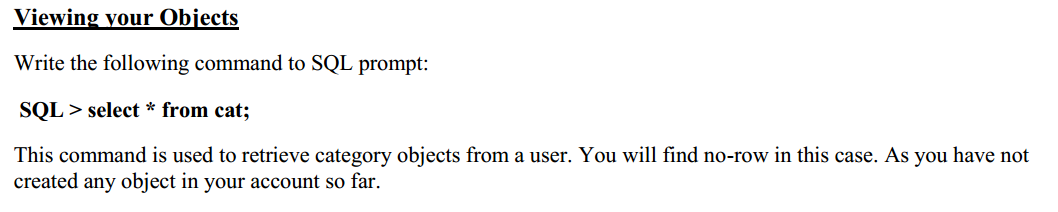 Viewing your Objects
Write the following command to SQL prompt:
SQL > select * from cat;
This command is used to retrieve category objects from a user. You will find no-row in this case. As you have not
created any object in your account so far.